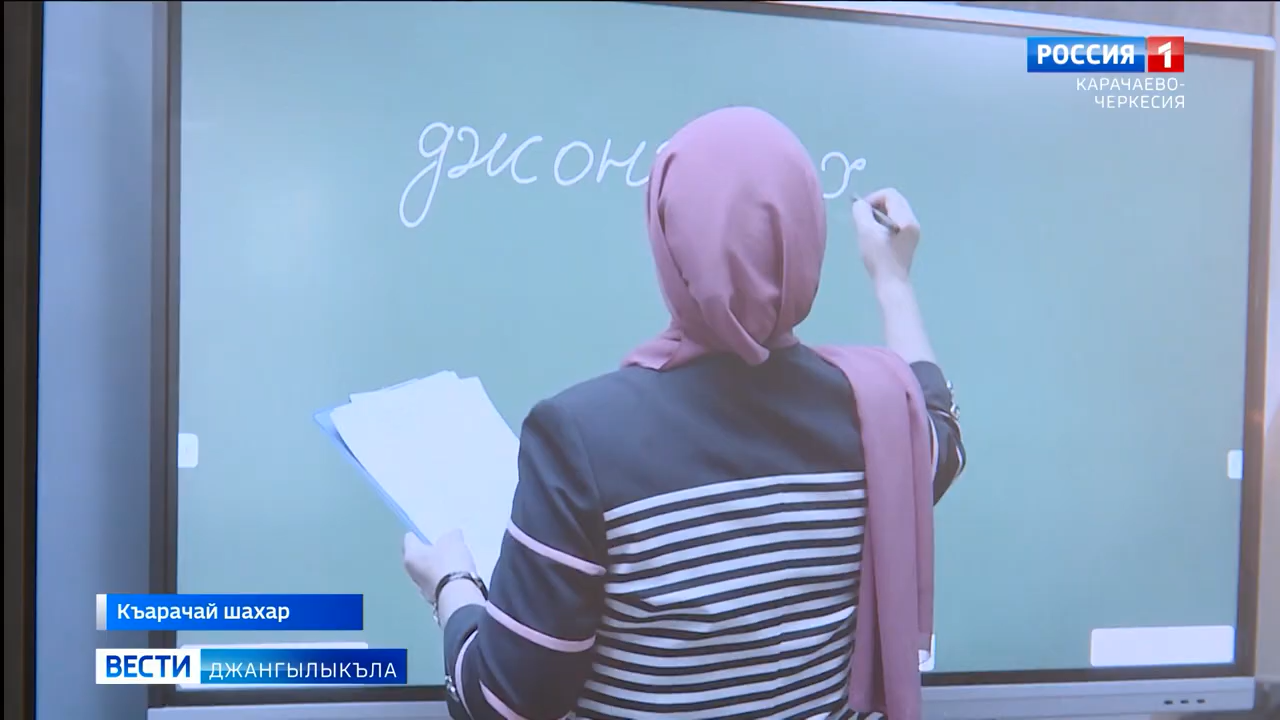 РОССИЯ 1
КАРАЧАЕВО-
ЧЕРКЕСИЯ
Къарачай шахар
ВЕСТИ ДЖАНГЫЛЫКЪЛА